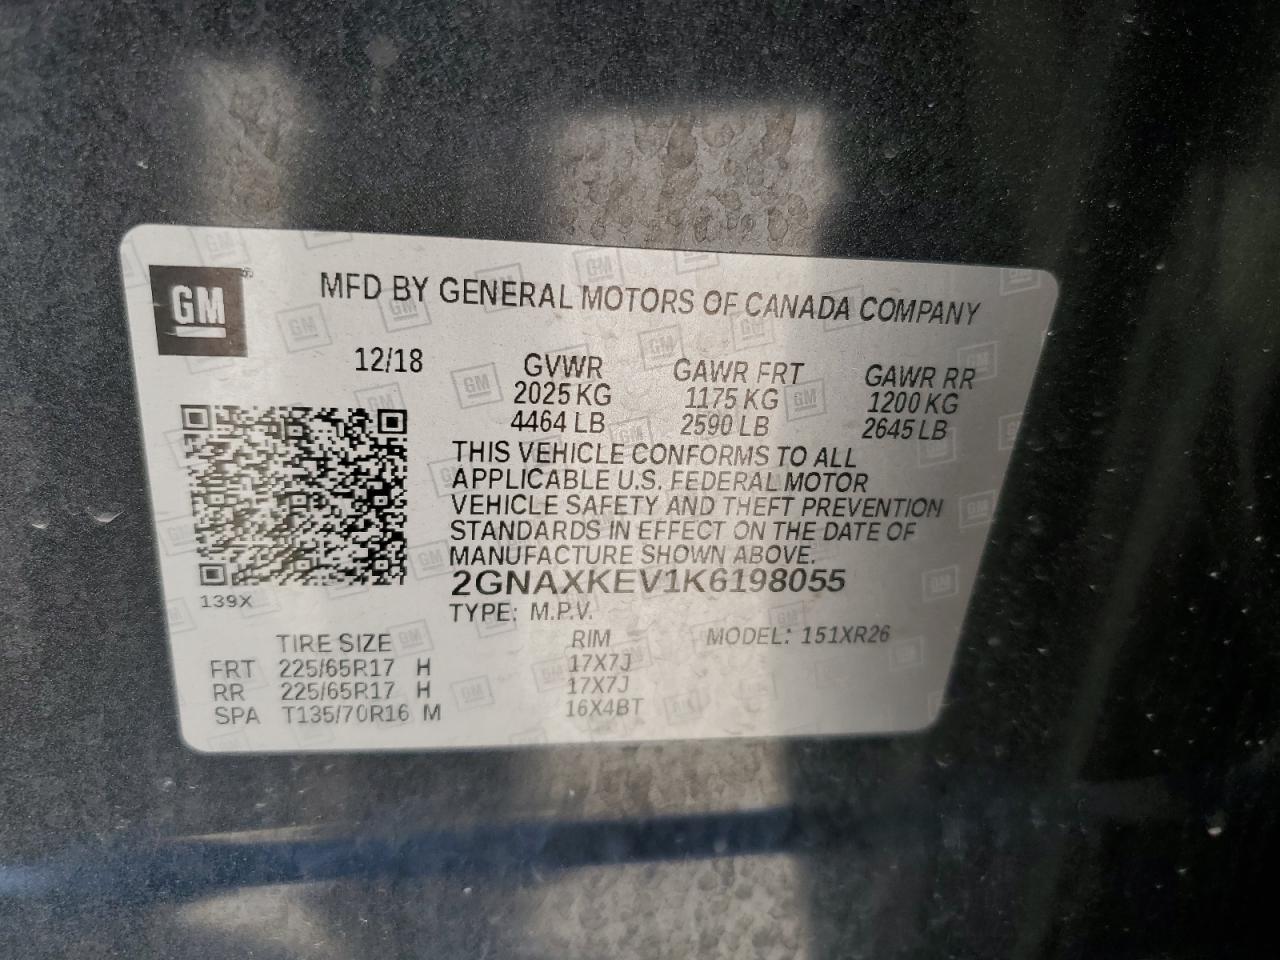 GM
MFD BY GENERAL MOTORS OF CANADA COMPANY
12/18
GVWR GAWR FRT GAWR RR
2025 KG 1175 KG 1200 KG
4464 LB 2590 LB 2645 LB
THIS VEHICLE CONFORMS TO ALL
APPLICABLE U.S. FEDERAL MOTOR
VEHICLE SAFETY AND THEFT PREVENTION
STANDARDS IN EFFECT ON THE DATE OF
MANUFACTURE SHOWN ABOVE.
2GNAXKEV1K6198055
139X
TYPE: M.P.V.
TIRE SIZE RIM MODEL: 151XR26
FRT 225/65R17 H 17X7J
RR 225/65R17 H 17X7J
SPA T135/70R16 M 16X4BT